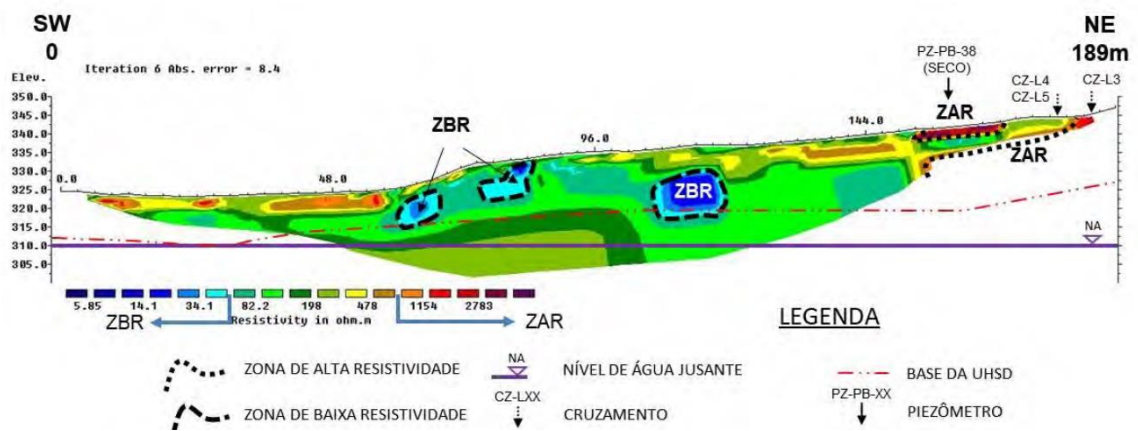 SW
0
NE
189m
Iteration 6 Abs. error = 8.4
PZ-PB-38
(SECO)
CZ-L4
CZ-L5
CZ-L3
Elev.
350.0
345.0
340.0
335.0
330.0
325.0
320.0
315.0
310.0
305.0
ZBR
ZAR
144.0
96.0
ZAR
0.0
48.0
ZBR
NA
5.85 14.1 34.1 82.2 198 478 1154 2783
ZBR
Resistivity in ohm.m
ZAR
LEGENDA
ZONA DE ALTA RESISTIVIDADE
NA
NÍVEL DE ÁGUA JUSANTE
BASE DA UHSD
ZONA DE BAIXA RESISTIVIDADE
CZ-LXX
CRUZAMENTO
PZ-PB-XX
PIEZÔMETRO